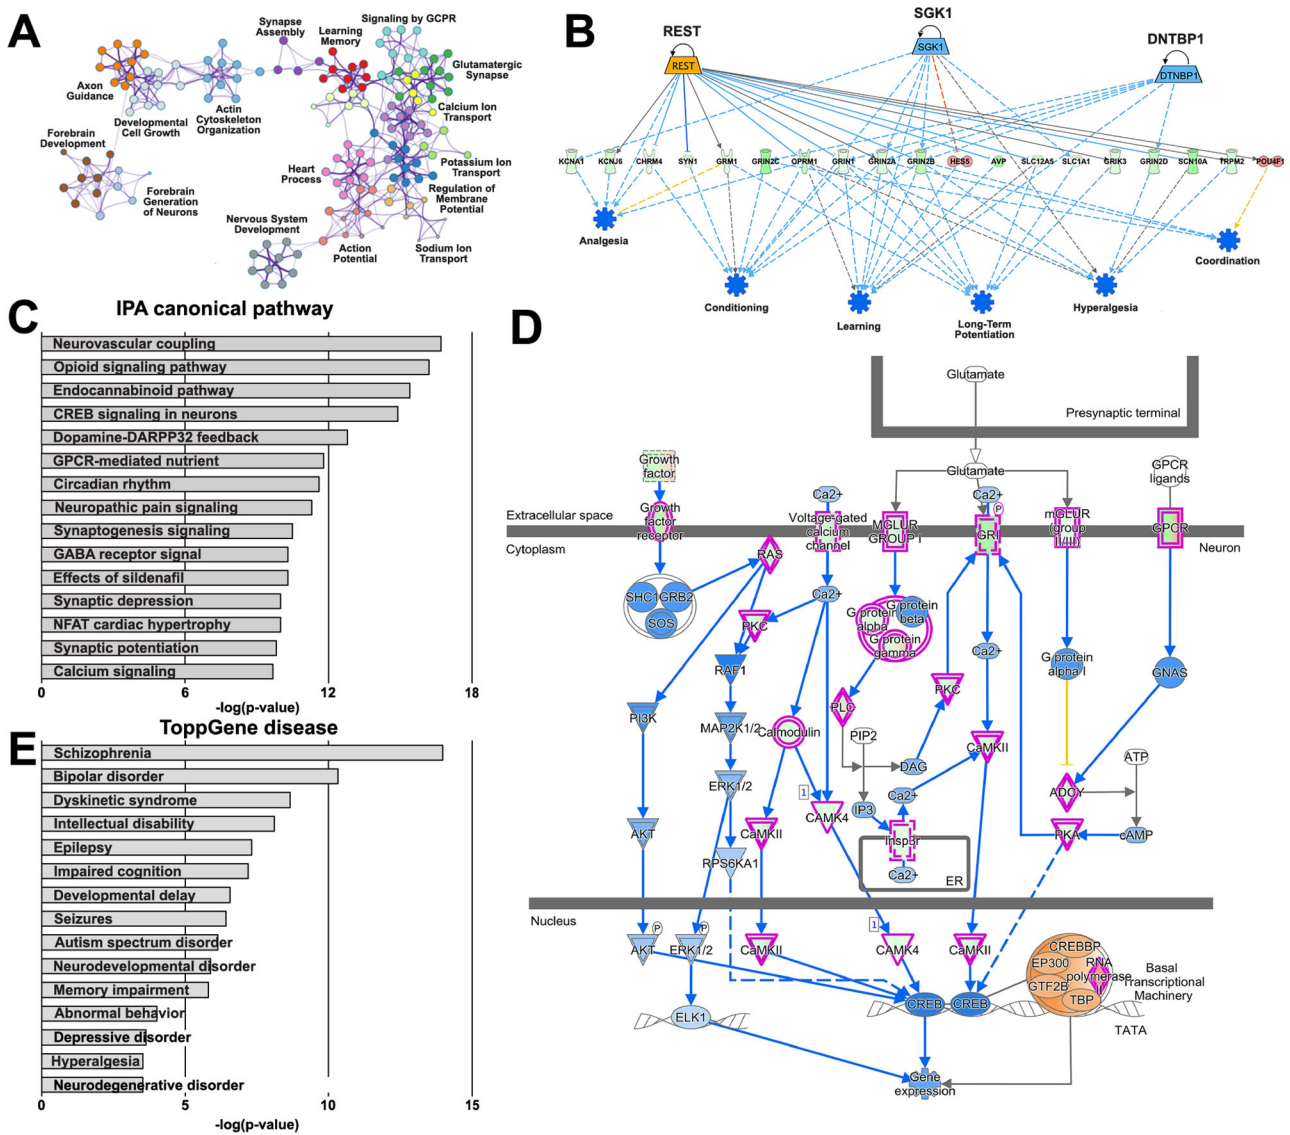 A
Synapse
Assembly
Learning
Memory
Signaling by GCPR
Glutamatergic
Synapse
Axon
Guidance
Developmental
Cell Growth
Actin
Cytoskeleton
Organization
Calcium Ion
Transport
Forebrain
Development
Heart
Process
Potassium Ion
Transport
Forebrain
Generation
of Neurons
Regulation of
Membrane
Potential
Nervous System
Development
Action
Potential
Sodium Ion
Transport
B
REST
SGK1
DNTBP1
REST
SGK1
DTNBP1
KCNA1
KCNJ6
CHRM4
SYN1
GRM1
GRIN2C
OPRM1
GRIN1
GRIN2A
GRIN2B
HES5
AVP
SLC12A5
SLC1A1
GRIK3
GRIN2D
SCN10A
TRPM2
POU4F1
Analgesia
Coordination
Conditioning
Learning
Long-Term
Potentiation
Hyperalgesia
C
IPA canonical pathway
Neurovascular coupling
Opioid signaling pathway
Endocannabinoid pathway
CREB signaling in neurons
Dopamine-DARPP32 feedback
GPCR-mediated nutrient
Circadian rhythm
Neuropathic pain signaling
Synaptogenesis signaling
GABA receptor signal
Effects of sildenafil
Synaptic depression
NFAT cardiac hypertrophy
Synaptic potentiation
Calcium signaling
0 6 12 18
-log(p-value)
D
Glutamate
Presynaptic terminal
Growth
factor
Glutamate
GPCR
ligands
Ca2+
Ca2+
P
Extracellular space
Growth
factor
receptor
Voltage-gated
calcium
channel
MGLUR
GROUP I
GRI
mGLUR
(group
II/III)
GPCR
Cytoplasm
Neuron
RAS
SHC1
GRB2
SOS
Ca2+
PKC
G protein
alpha
G protein
beta
G protein
gamma
Ca2+
G protein
alpha I
GNAS
RAF1
PKC
PI3K
MAP2K1/2
Calmodulin
PLC
PIP2
CaMKII
DAG
ATP
ERK1/2
1
CAMK4
IP3
Ca2+
ADCY
AKT
CaMKII
Insp3r
PKA
cAMP
RPS6KA1
Ca2+
ER
Nucleus
P
AKT
P
ERK1/2
CaMKII
1
CAMK4
CaMKII
CREBBP
EP300
RNA
polymerase
II
GTF2B
TBP
Basal
Transcriptional
Machinery
ELK1
CREB
CREB
TATA
Gene
expression
E
ToppGene disease
Schizophrenia
Bipolar disorder
Dyskinetic syndrome
Intellectual disability
Epilepsy
Impaired cognition
Developmental delay
Seizures
Autism spectrum disorder
Neurodevelopmental disorder
Memory impairment
Abnormal behavior
Depressive disorder
Hyperalgesia
Neurodegenerative disorder
0 5 10 15
-log(p-value)